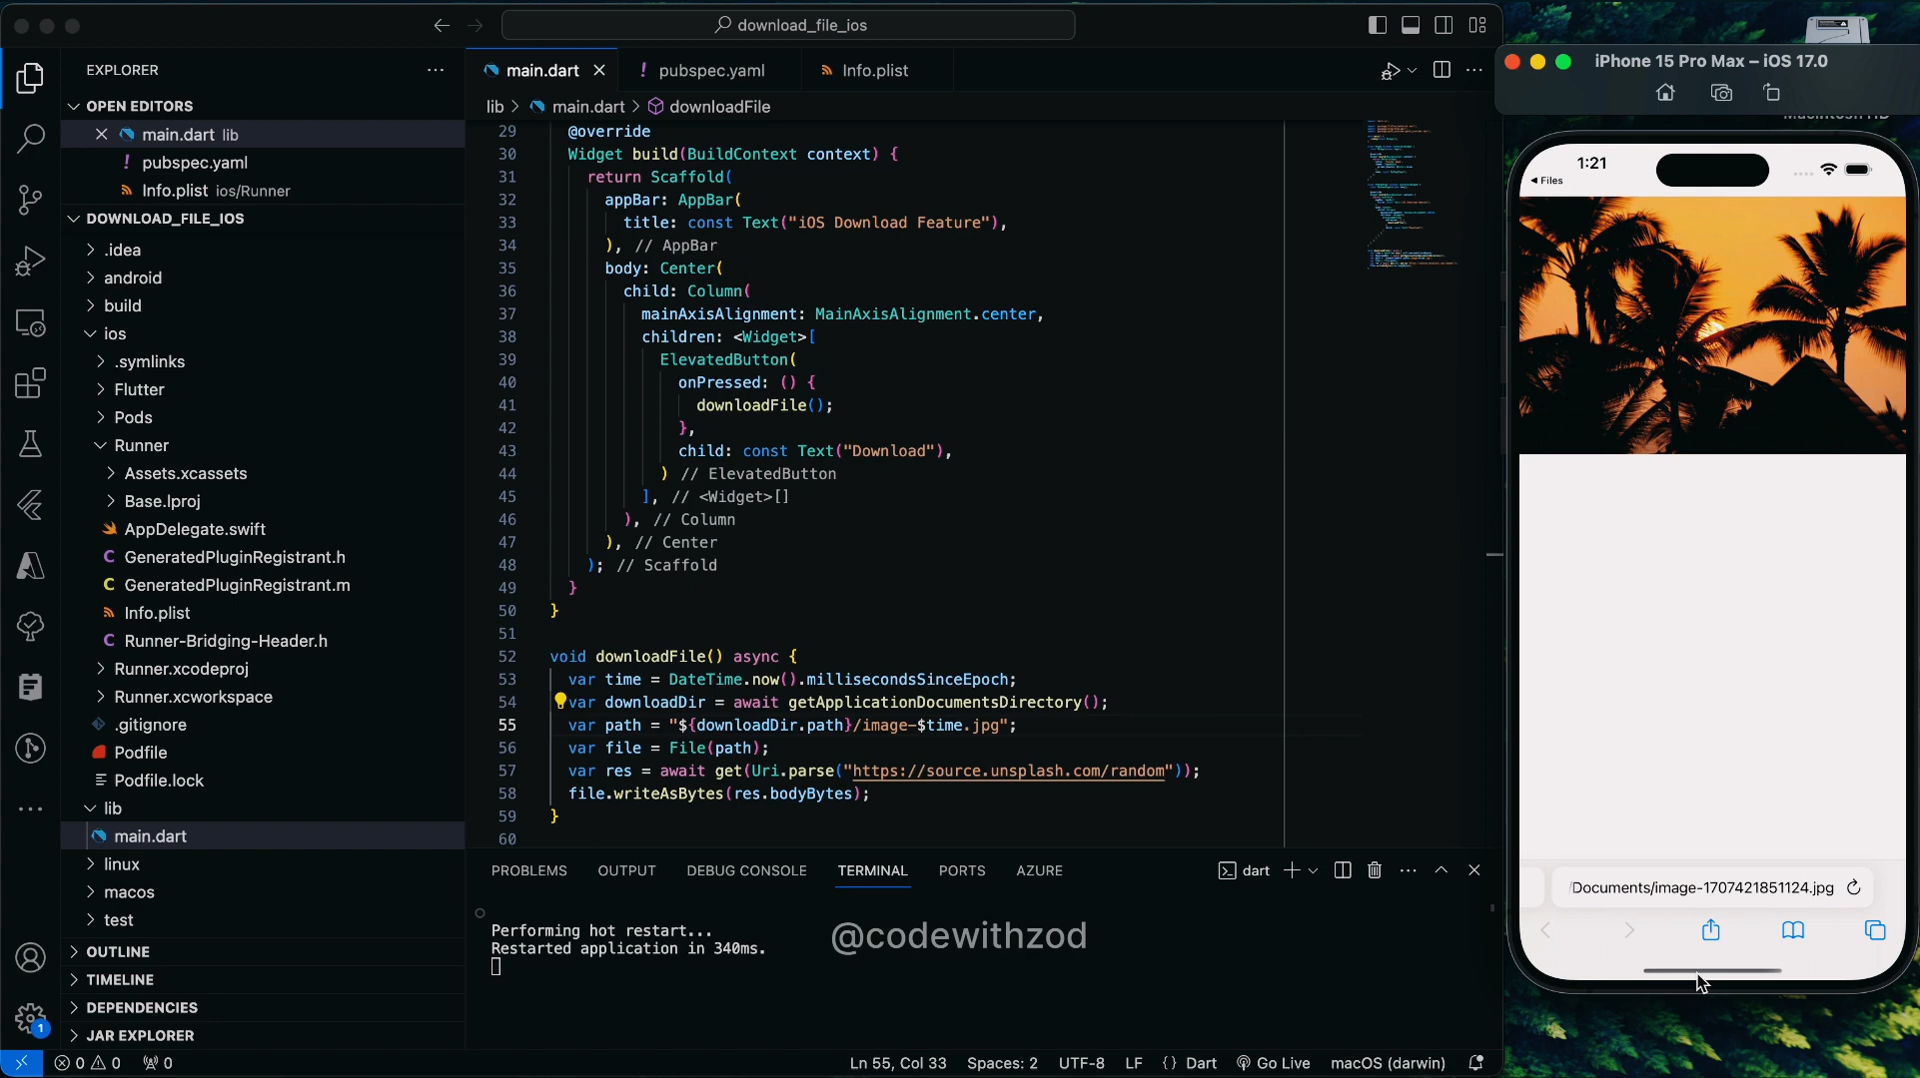 download_file_ios
EXPLORER
OPEN EDITORS
main.dart lib
! pubspec.yaml
Info.plist ios/Runner
DOWNLOAD_FILE_IOS
.idea
android
build
ios
.symlinks
Flutter
Pods
Runner
Assets.xcassets
Base.lproj
AppDelegate.swift
C GeneratedPluginRegistrant.h
C GeneratedPluginRegistrant.m
Info.plist
C Runner-Bridging-Header.h
Runner.xcodeproj
Runner.xcworkspace
.gitignore
Podfile
Podfile.lock
lib
main.dart
linux
macos
test
OUTLINE
TIMELINE
DEPENDENCIES
JAR EXPLORER
main.dart
! pubspec.yaml
Info.plist
lib > main.dart > downloadFile
29 @override
30 Widget build(BuildContext context) {
31 return Scaffold(
32 appBar: AppBar(
33 title: const Text("iOS Download Feature"),
34 ), // AppBar
35 body: Center(
36 child: Column(
37 mainAxisAlignment: MainAxisAlignment.center,
38 children: <Widget>[
39 ElevatedButton(
40 onPressed: () {
41 downloadFile();
42 },
43 child: const Text("Download"),
44 ) // ElevatedButton
45 ], // <Widget>[]
46 ), // Column
47 ), // Center
48 ); // Scaffold
49 }
50 }
51
52 void downloadFile() async {
53 var time = DateTime.now().millisecondsSinceEpoch;
54 var downloadDir = await getApplicationDocumentsDirectory();
55 var path = "${downloadDir.path}/image-$time.jpg";
56 var file = File(path);
57 var res = await get(Uri.parse("https://source.unsplash.com/random"));
58 file.writeAsBytes(res.bodyBytes);
59 }
60
PROBLEMS OUTPUT DEBUG CONSOLE TERMINAL PORTS AZURE
dart
Performing hot restart...
Restarted application in 340ms.
@codewithzod
1
0 0 0
Ln 55, Col 33 Spaces: 2 UTF-8 LF {} Dart Go Live macOS (darwin)
iPhone 15 Pro Max – iOS 17.0
1:21
Files
/Documents/image-1707421851124.jpg